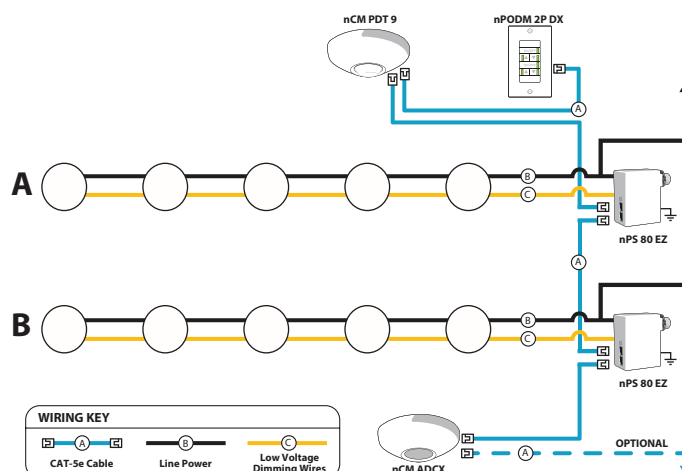 nCM PDT 9
nPODM 2P DX
A
A
B
C
nPS 80 EZ
A
B
B
C
nPS 80 EZ
WIRING KEY
A
B
C
CAT-5e Cable
Line Power
Low Voltage
Dimming Wires
nCM ADCX
A
OPTIONAL